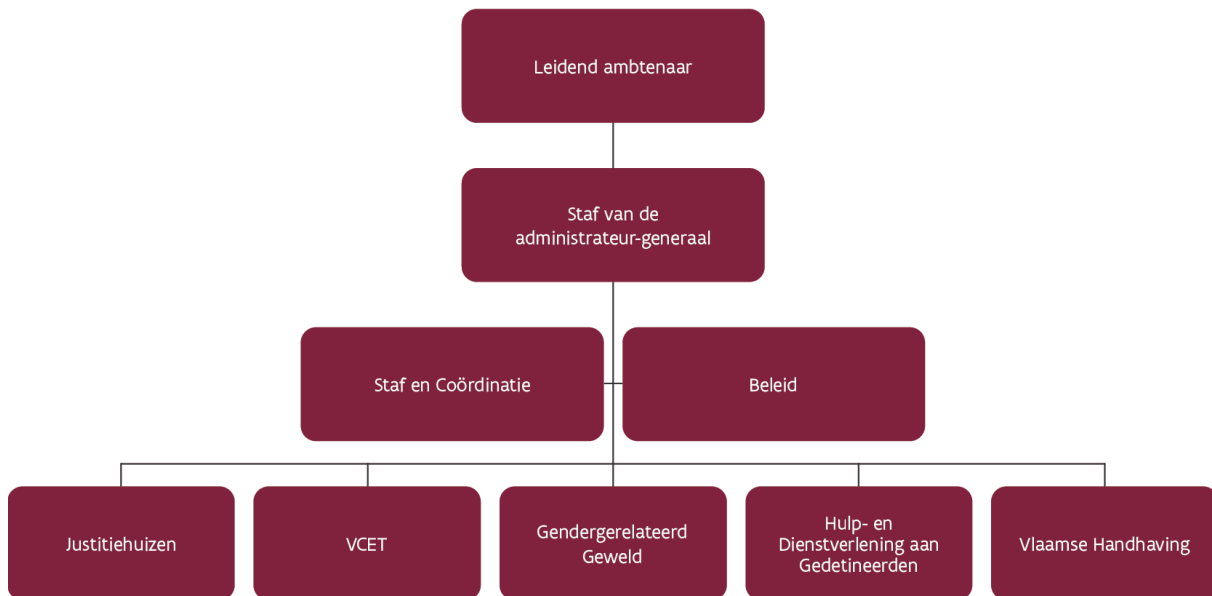 Leidend ambtenaar
Staf van de
administrateur-generaal
Staf en Coördinatie
Beleid
Justitiehuizen
VCET
Gendergerelateerd
Geweld
Hulp- en
Dienstverlening aan
Gedetineerden
Vlaamse Handhaving